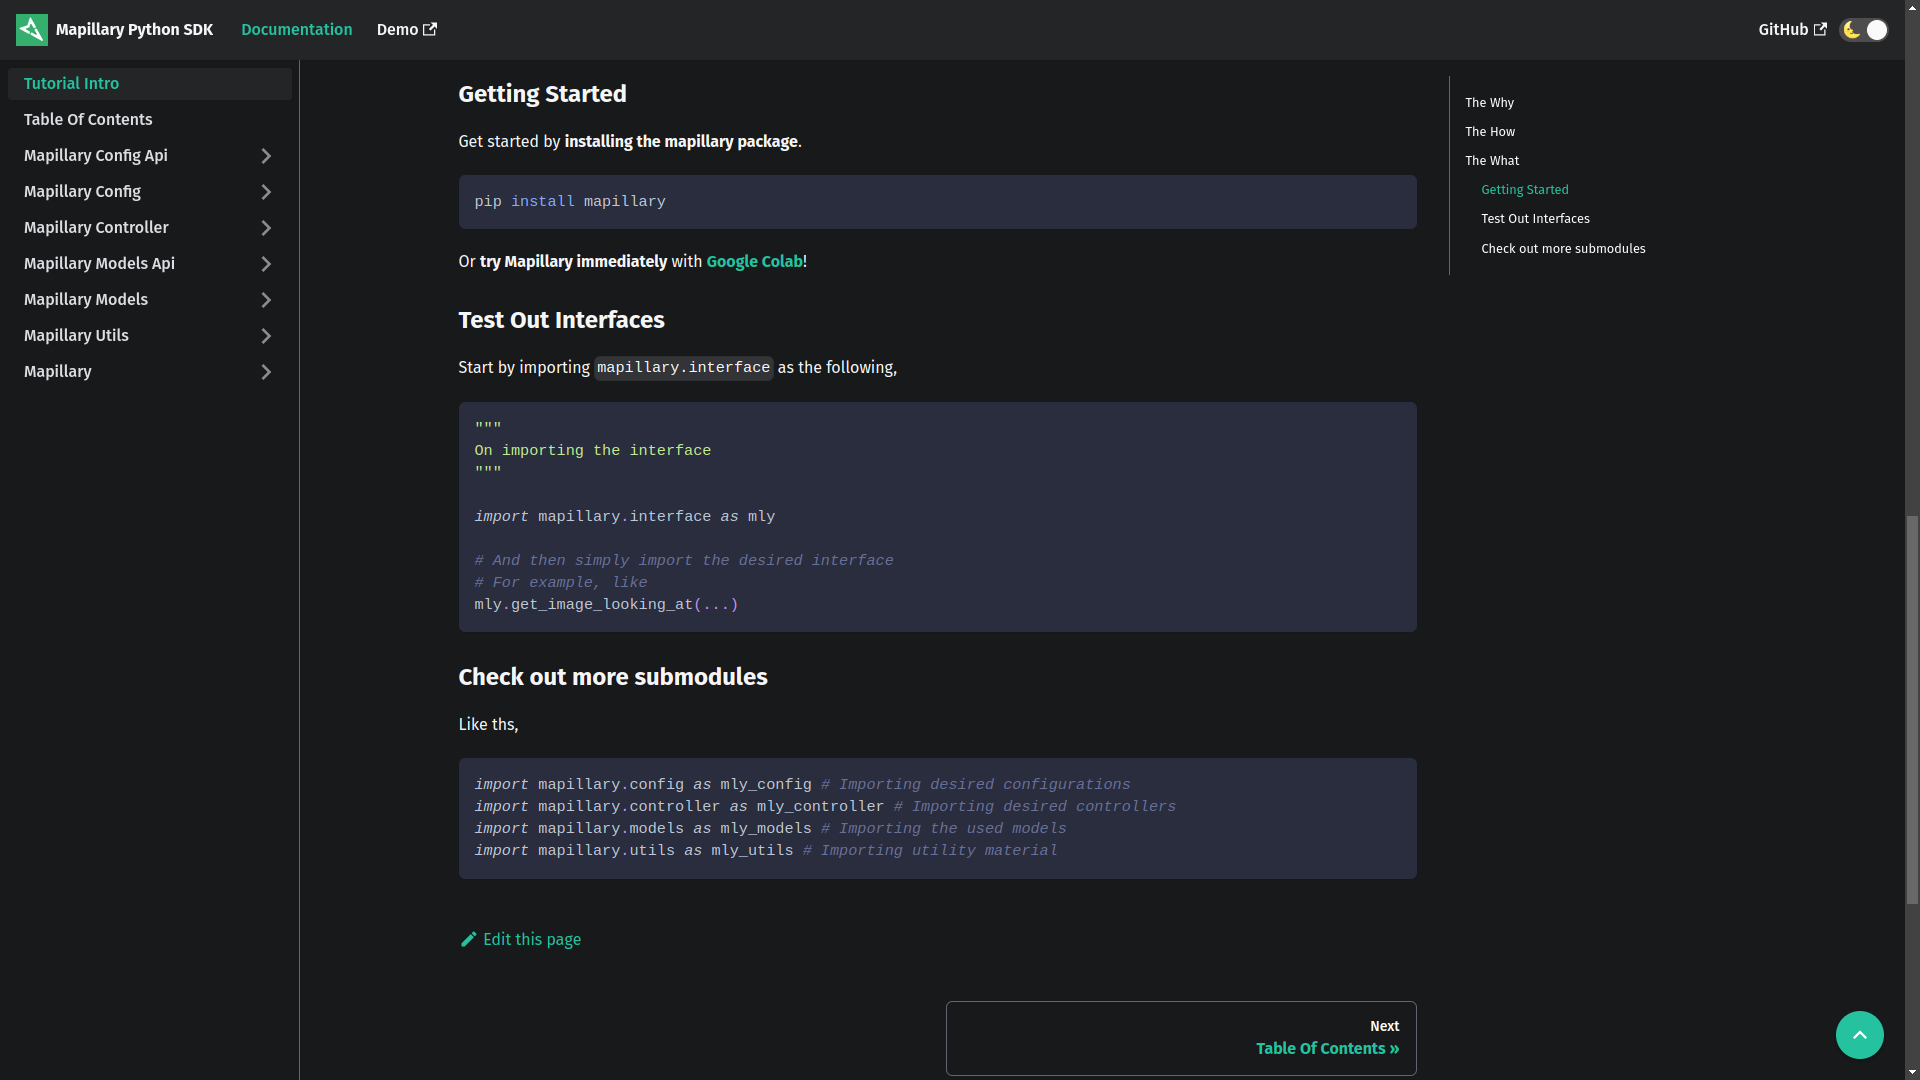 Mapillary Python SDK
Documentation
Demo
GitHub
Tutorial Intro
Table Of Contents
Mapillary Config Api
Mapillary Config
Mapillary Controller
Mapillary Models Api
Mapillary Models
Mapillary Utils
Mapillary
Getting Started
Get started by installing the mapillary package.
pip install mapillary
Or try Mapillary immediately with Google Colab!
Test Out Interfaces
Start by importing mapillary.interface as the following,
"""
On importing the interface
"""
import mapillary.interface as mly
# And then simply import the desired interface
# For example, like
mly.get_image_looking_at(...)
Check out more submodules
Like ths,
import mapillary.config as mly_config # Importing desired configurations
import mapillary.controller as mly_controller # Importing desired controllers
import mapillary.models as mly_models # Importing the used models
import mapillary.utils as mly_utils # Importing utility material
Edit this page
Next
Table Of Contents »
The Why
The How
The What
Getting Started
Test Out Interfaces
Check out more submodules